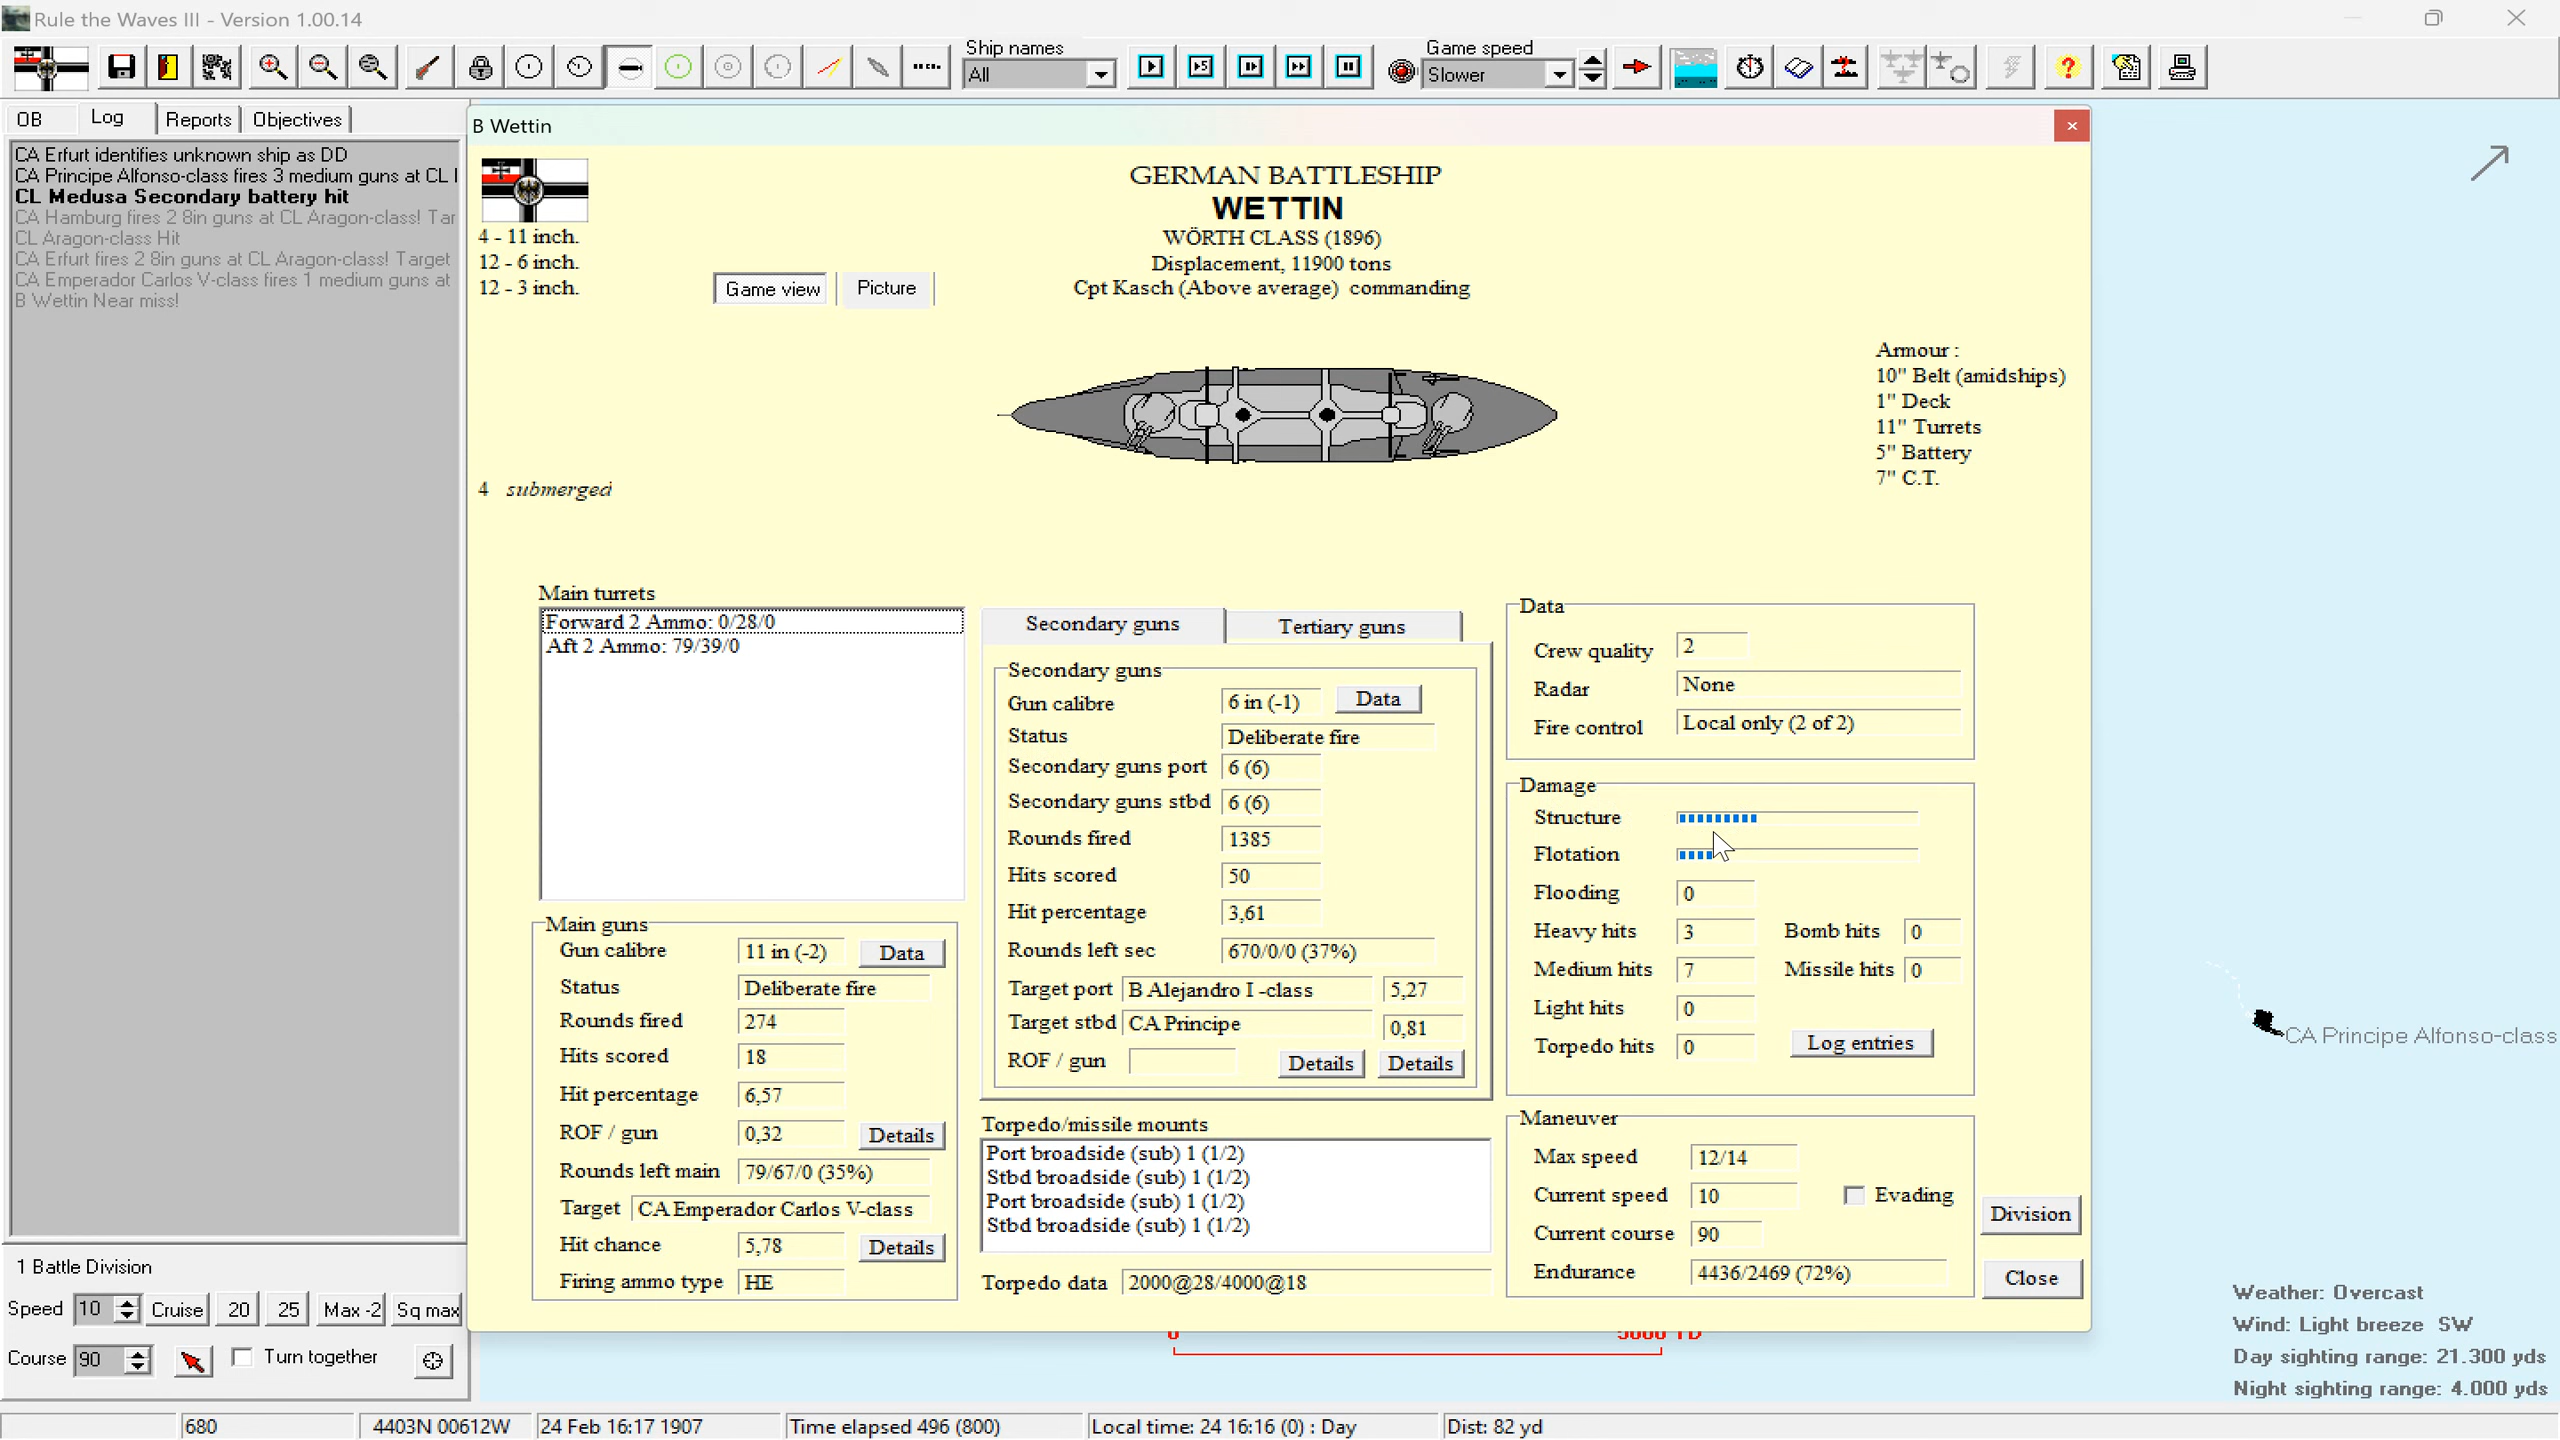 Rule the Waves III - Version 1.00.14
Ship names
All
Game speed
Slower
OB
Log
Reports
Objectives
CA Erfurt identifies unknown ship as DD
CA Principe Alfonso-class fires 3 medium guns at CL
CL Medusa Secondary battery hit
CA Hamburg fires 2 8in guns at CL Aragon-class! Tar
CL Aragon-class Hit
CA Erfurt fires 2 8in guns at CL Aragon-class! Target
CA Emperador Carlos V-class fires 1 medium guns at
B Wettin Near miss!
1 Battle Division
Speed 10 Cruise 20 25 Max -2 Sq max
Course 90 Turn together
B Wettin
GERMAN BATTLESHIP
WETTIN
WÖRTH CLASS (1896)
Displacement, 11900 tons
Cpt Kasch (Above average) commanding
4 - 11 inch.
12 - 6 inch.
12 - 3 inch.
Game view
Picture
4 submerged
Armour :
10" Belt (amidships)
1" Deck
11" Turrets
5" Battery
7" C.T.
Main turrets
Forward 2 Ammo: 0/28/0
Aft 2 Ammo: 79/39/0
Main guns
Gun calibre 11 in (-2) Data
Status Deliberate fire
Rounds fired 274
Hits scored 18
Hit percentage 6,57
ROF / gun 0,32 Details
Rounds left main 79/67/0 (35%)
Target CA Emperador Carlos V-class
Hit chance 5,78 Details
Firing ammo type HE
Secondary guns
Tertiary guns
Secondary guns
Gun calibre 6 in (-1) Data
Status Deliberate fire
Secondary guns port 6 (6)
Secondary guns stbd 6 (6)
Rounds fired 1385
Hits scored 50
Hit percentage 3,61
Rounds left sec 670/0/0 (37%)
Target port B Alejandro I -class 5,27
Target stbd CA Principe 0,81
ROF / gun Details Details
Torpedo/missile mounts
Port broadside (sub) 1 (1/2)
Stbd broadside (sub) 1 (1/2)
Port broadside (sub) 1 (1/2)
Stbd broadside (sub) 1 (1/2)
Torpedo data 2000@28/4000@18
Data
Crew quality 2
Radar None
Fire control Local only (2 of 2)
Damage
Structure
Flotation
Flooding 0
Heavy hits 3 Bomb hits 0
Medium hits 7 Missile hits 0
Light hits 0
Torpedo hits 0 Log entries
Maneuver
Max speed 12/14
Current speed 10 Evading
Current course 90
Endurance 4436/2469 (72%)
Division
Close
CA Principe Alfonso-class
Weather: Overcast
Wind: Light breeze SW
Day sighting range: 21.300 yds
Night sighting range: 4.000 yds
680
4403N 00612W
24 Feb 16:17 1907
Time elapsed 496 (800)
Local time: 24 16:16 (0) : Day
Dist: 82 yd